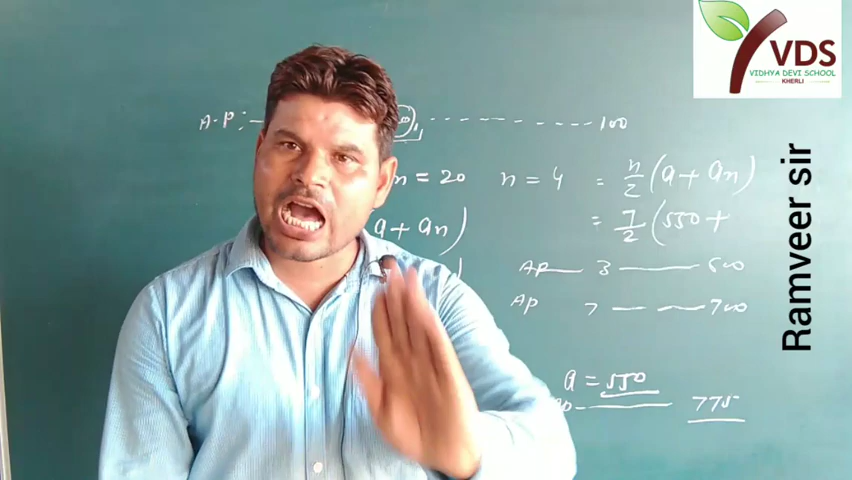 VDS
VIDHYA DEVI SCHOOL
KHERLI
Ramveer sir
A.P:- ------------ 100
n = 20
n = 4
= n/2 (a + an)
a + an)
= 7/2 (550 +
AP — 3 —— 500
AP 7 — — 700
a = 550
—— 775